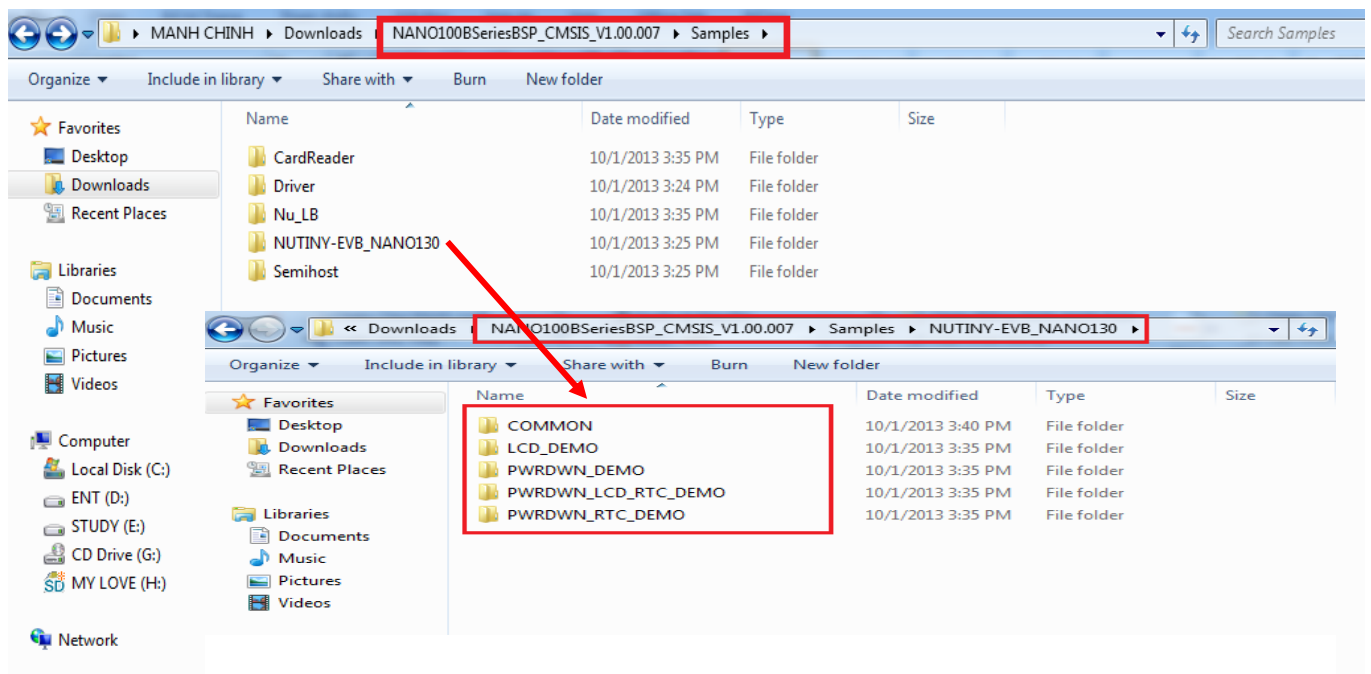 MANH CHINH Downloads NANO100BSeriesBSP_CMSIS_V1.00.007 Samples Search Samples
Organize Include in library Share with Burn New folder
Name Date modified Type Size
Favorites
Desktop
Downloads
Recent Places
Libraries
Documents
Music
Pictures
Videos
Computer
Local Disk (C:)
ENT (D:)
STUDY (E:)
CD Drive (G:)
MY LOVE (H:)
Network
CardReader 10/1/2013 3:35 PM File folder
Driver 10/1/2013 3:24 PM File folder
Nu_LB 10/1/2013 3:35 PM File folder
NUTINY-EVB_NANO130 10/1/2013 3:25 PM File folder
Semihost 10/1/2013 3:25 PM File folder
« Downloads NANO100BSeriesBSP_CMSIS_V1.00.007 Samples NUTINY-EVB_NANO130
Organize Include in library Share with Burn New folder
Name Date modified Type Size
Favorites
Desktop
Downloads
Recent Places
Libraries
Documents
Music
Pictures
Videos
COMMON 10/1/2013 3:40 PM File folder
LCD_DEMO 10/1/2013 3:35 PM File folder
PWRDWN_DEMO 10/1/2013 3:35 PM File folder
PWRDWN_LCD_RTC_DEMO 10/1/2013 3:35 PM File folder
PWRDWN_RTC_DEMO 10/1/2013 3:35 PM File folder